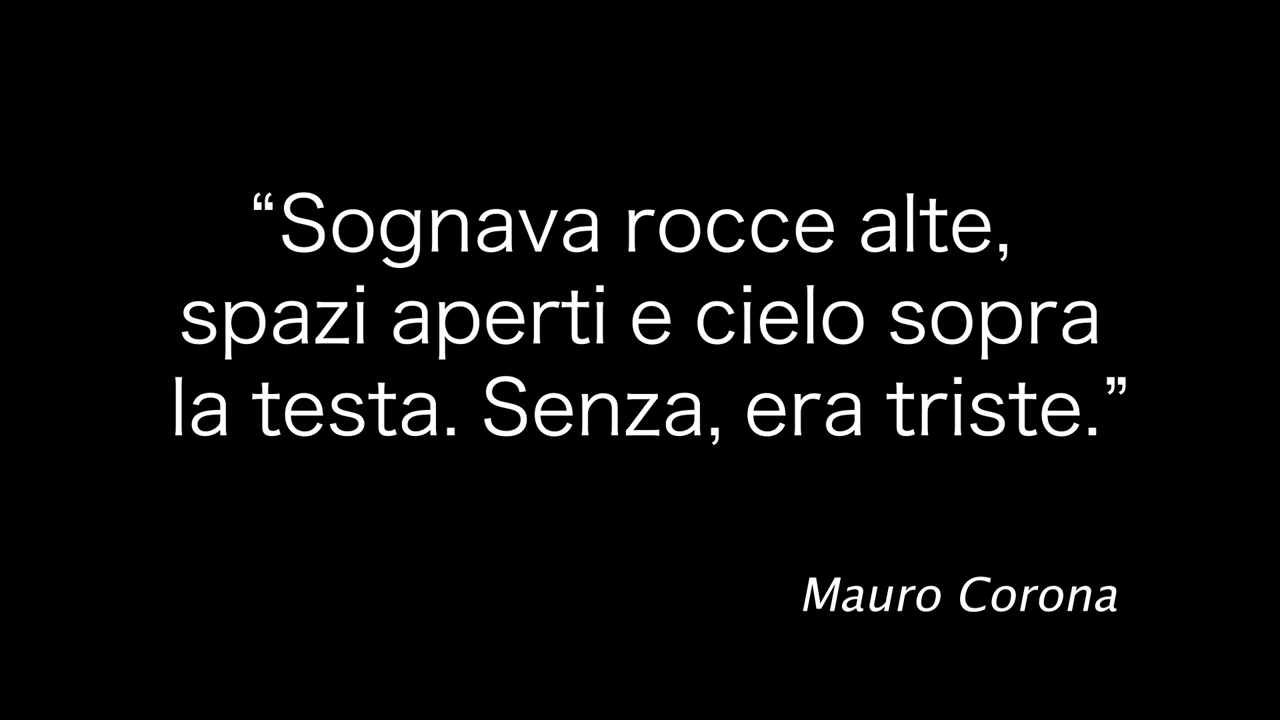 “Sognava rocce alte,
spazi aperti e cielo sopra
la testa. Senza, era triste.”
Mauro Corona